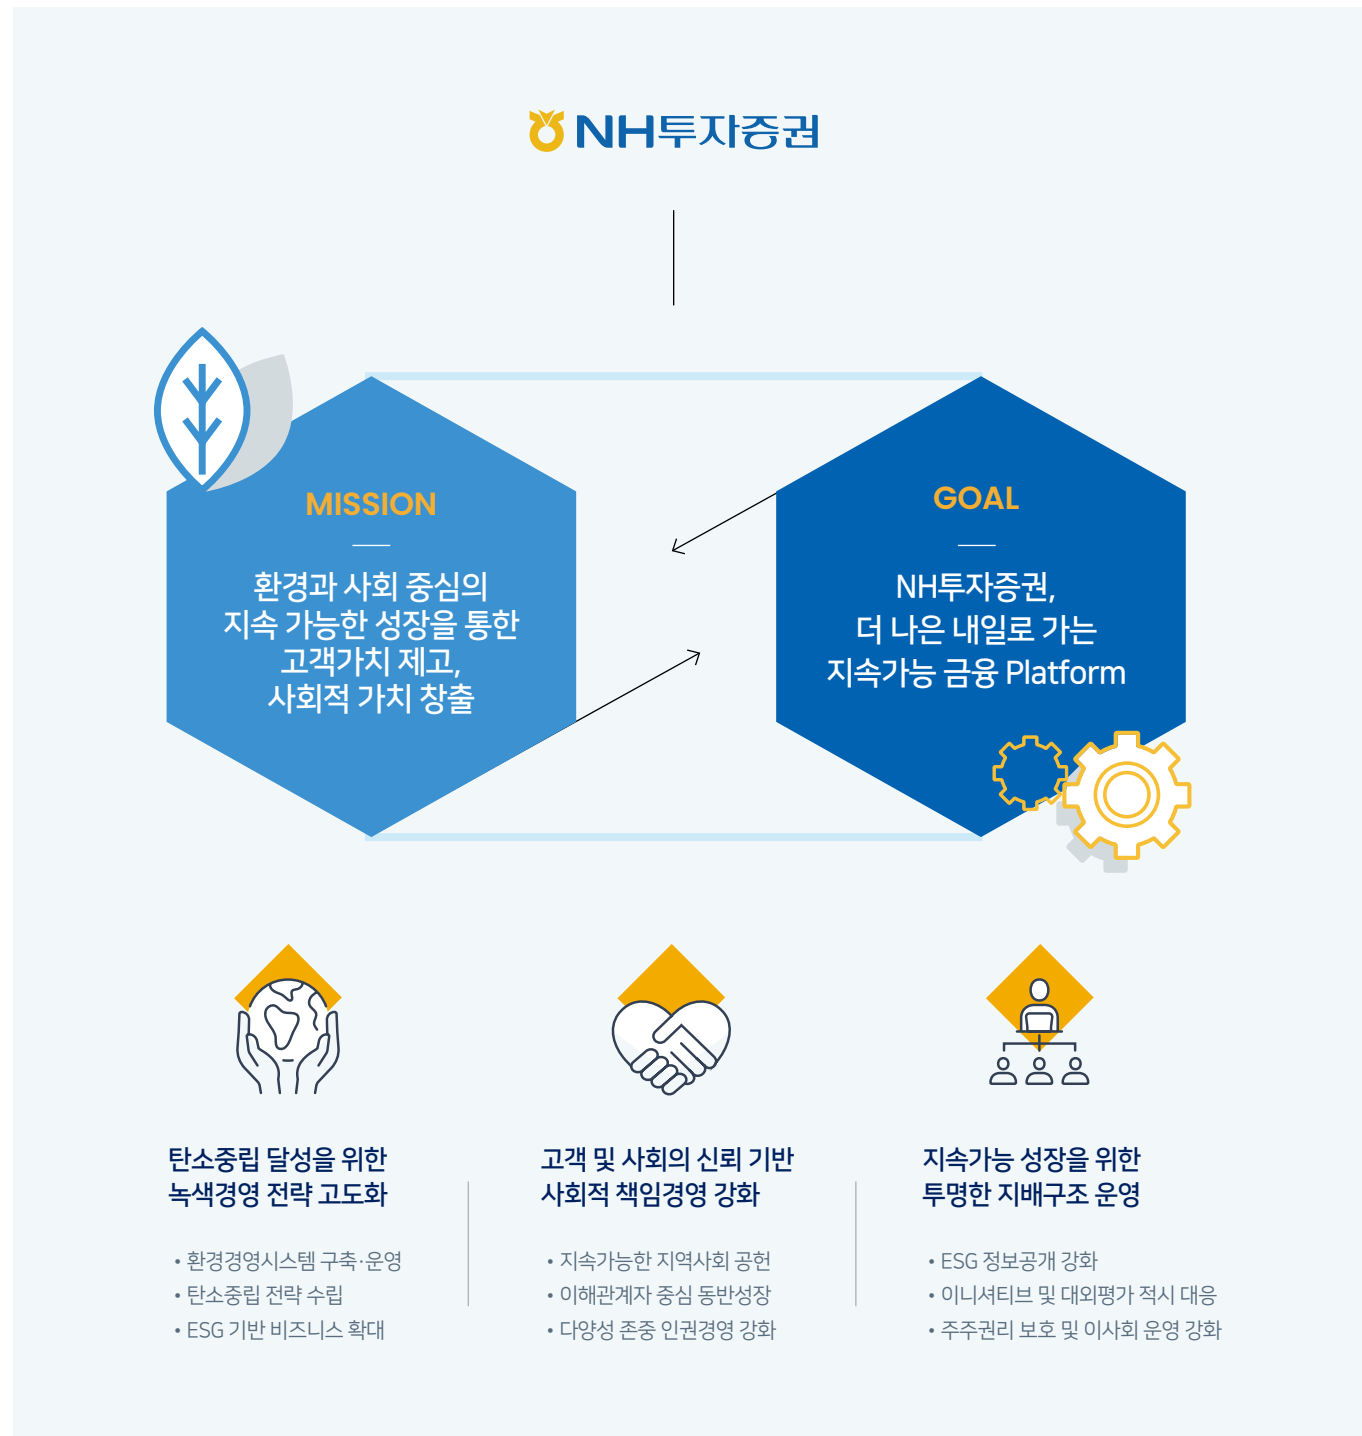 NH투자증권
MISSION
환경과 사회 중심의
지속 가능한 성장을 통한
고객가치 제고,
사회적 가치 창출
GOAL
NH투자증권,
더 나은 내일로 가는
지속가능 금융 Platform
탄소중립 달성을 위한
녹색경영 전략 고도화
• 환경경영시스템 구축·운영
• 탄소중립 전략 수립
• ESG 기반 비즈니스 확대
고객 및 사회의 신뢰 기반
사회적 책임경영 강화
• 지속가능한 지역사회 공헌
• 이해관계자 중심 동반성장
• 다양성 존중 인권경영 강화
지속가능 성장을 위한
투명한 지배구조 운영
• ESG 정보공개 강화
• 이니셔티브 및 대외평가 적시 대응
• 주주권리 보호 및 이사회 운영 강화